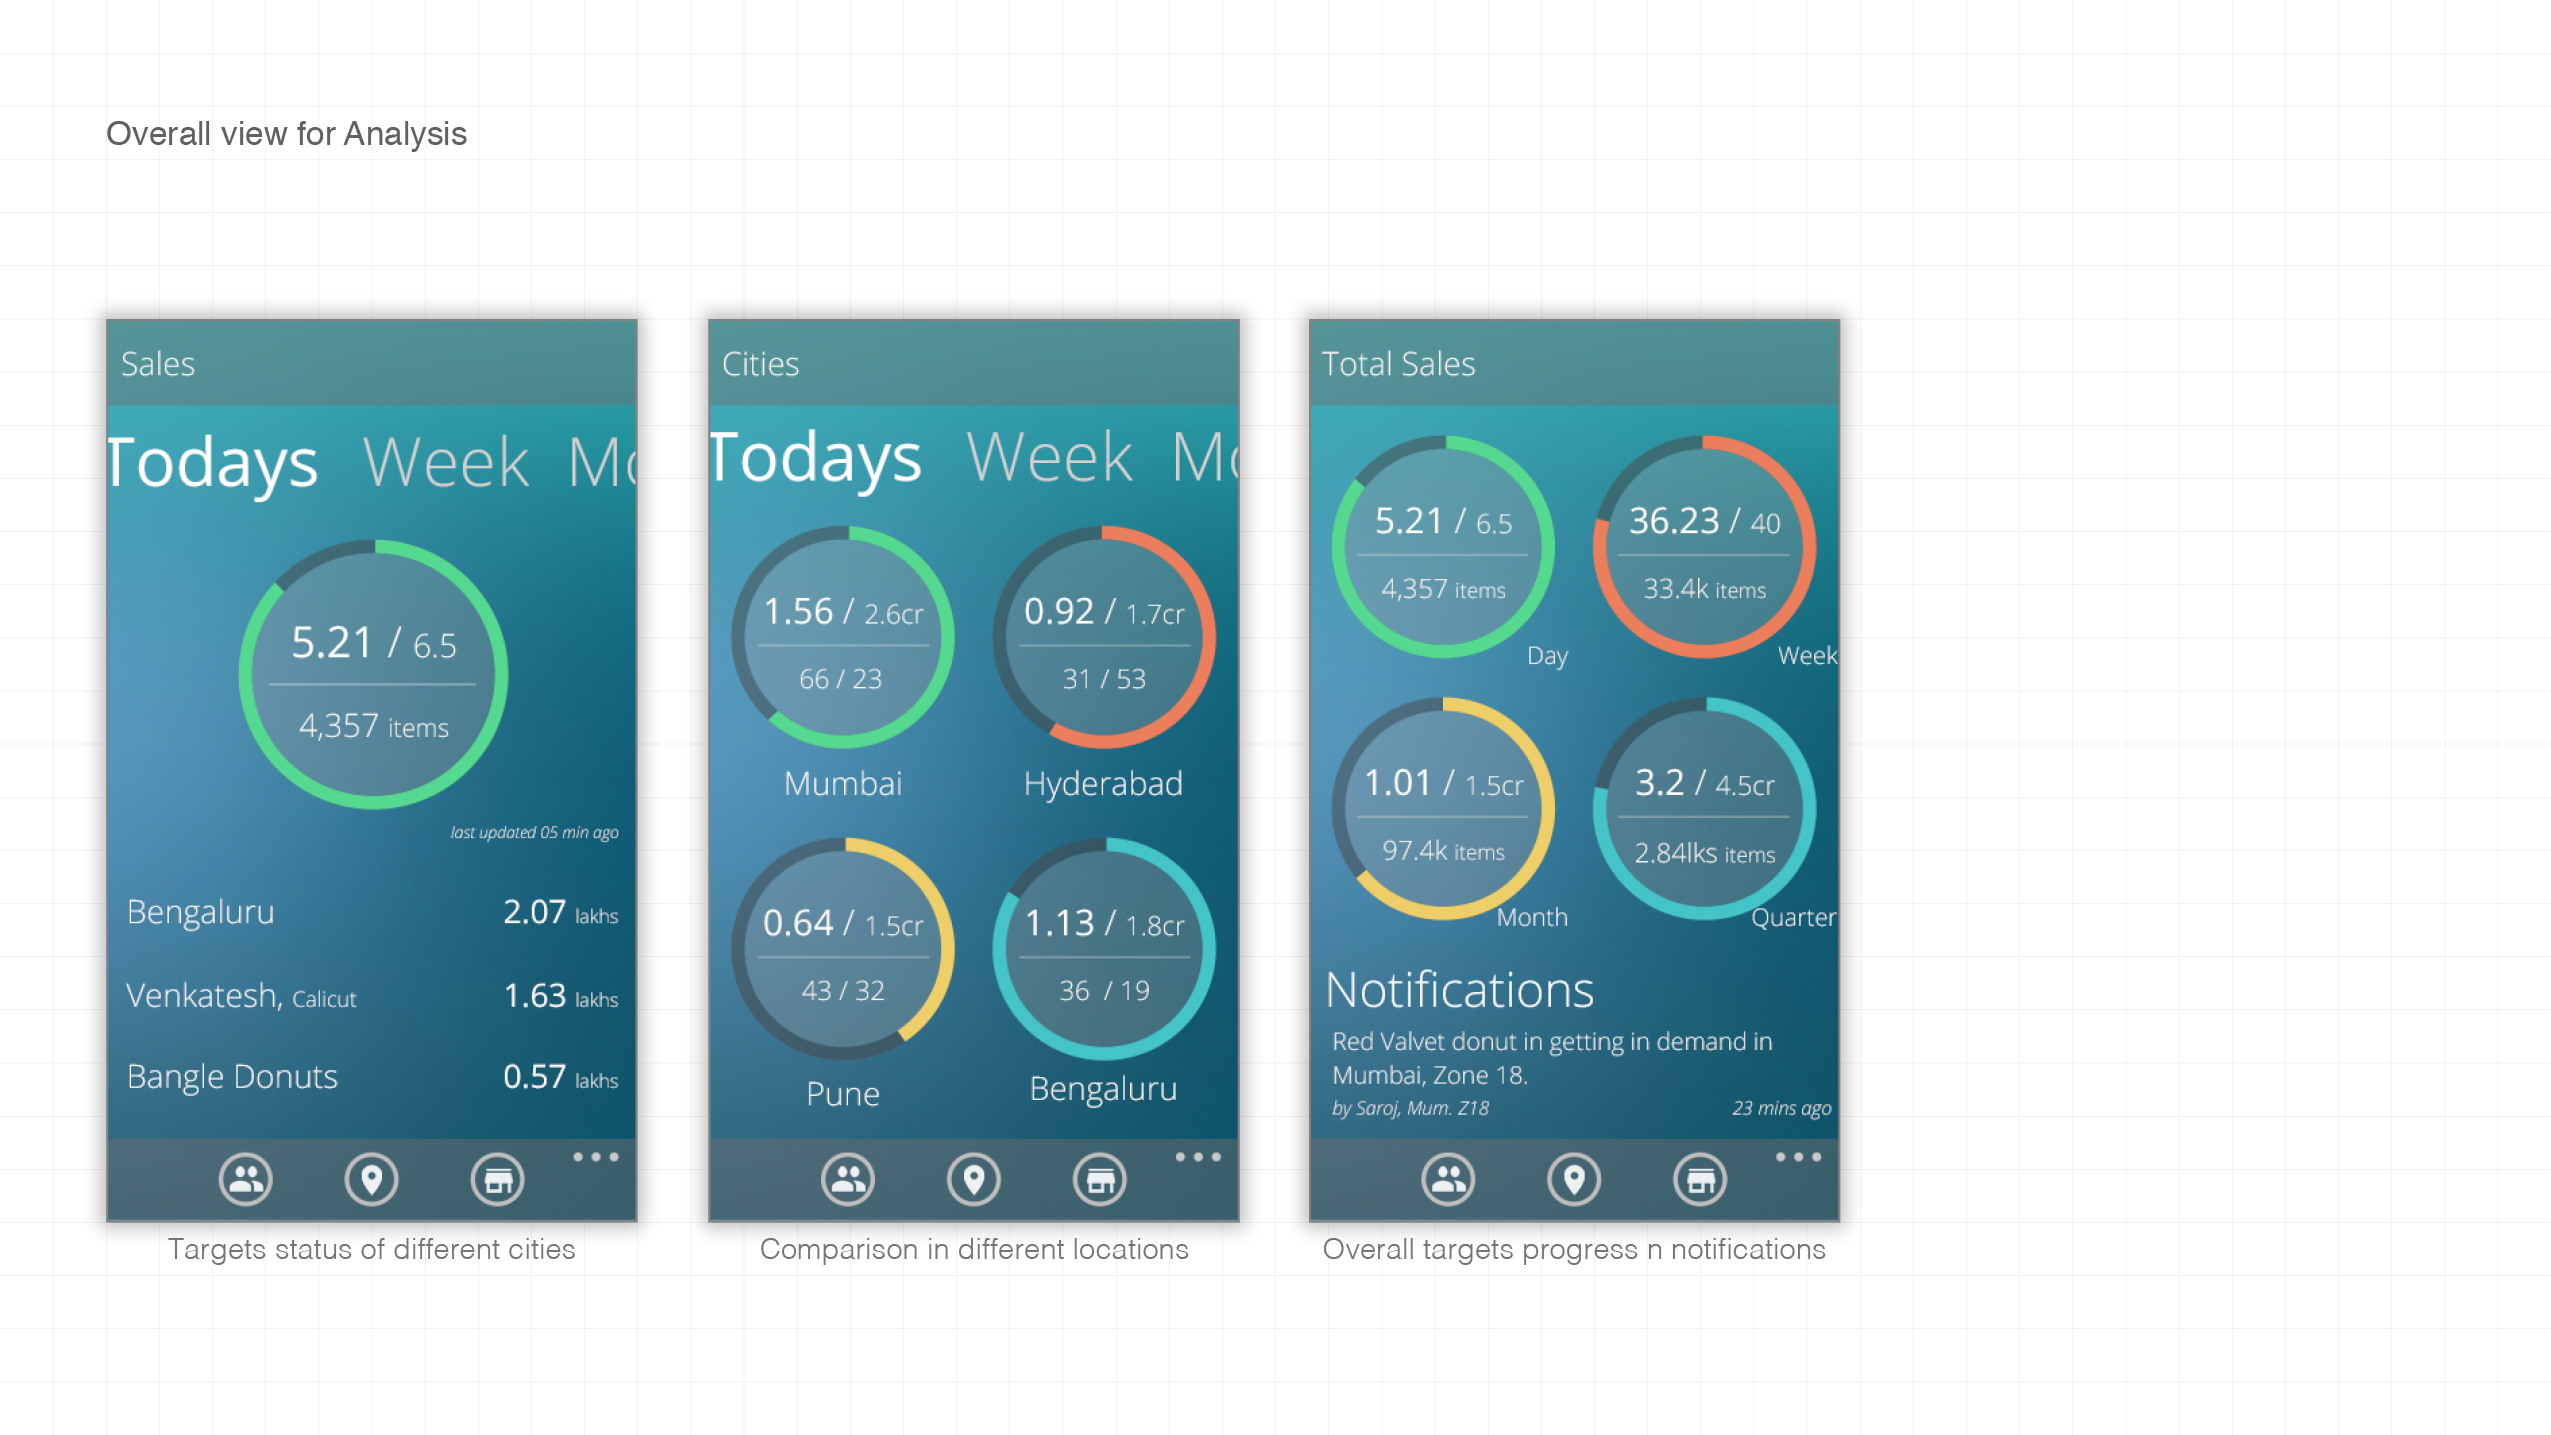 Overall view for Analysis
Sales
Todays Week Mo
5.21 / 6.5
4,357 items
last updated 05 min ago
Bengaluru 2.07 lakhs
Venkatesh, Calicut 1.63 lakhs
Bangle Donuts 0.57 lakhs
Targets status of different cities
Cities
Todays Week Mo
1.56 / 2.6cr 0.92 / 1.7cr
66 / 23 31 / 53
Mumbai Hyderabad
0.64 / 1.5cr 1.13 / 1.8cr
43 / 32 36 / 19
Pune Bengaluru
Comparison in different locations
Total Sales
5.21 / 6.5 36.23 / 40
4,357 items 33.4k items
Day Week
1.01 / 1.5cr 3.2 / 4.5cr
97.4k items 2.84lks items
Month Quarter
Notifications
Red Valvet donut in getting in demand in
Mumbai, Zone 18.
by Saroj, Mum. Z18 23 mins ago
Overall targets progress n notifications